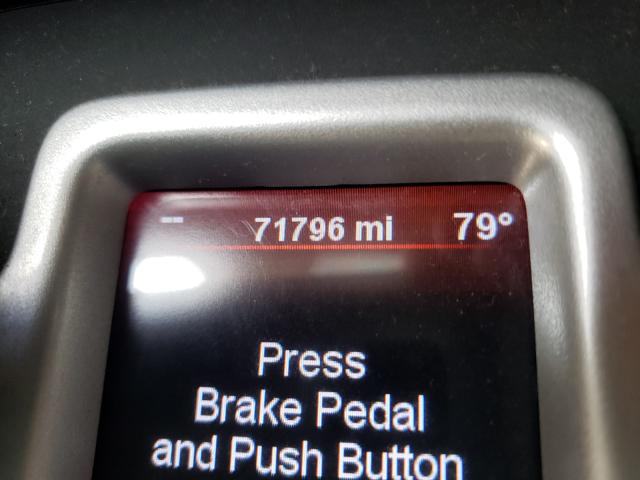 -- 71796 mi 79°
Press
Brake Pedal
and Push Button